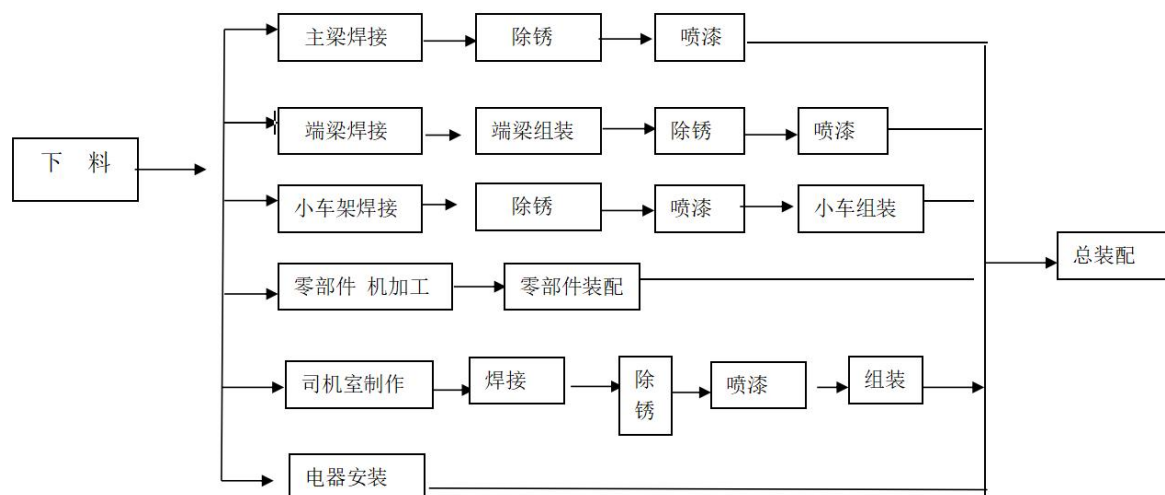 主梁焊接 除锈 喷漆
端梁焊接 端梁组装 除锈 喷漆
下 料
小车架焊接 除锈 喷漆 小车组装
总装配
零部件 机加工 零部件装配
司机室制作 焊接 除锈 喷漆 组装
电器安装